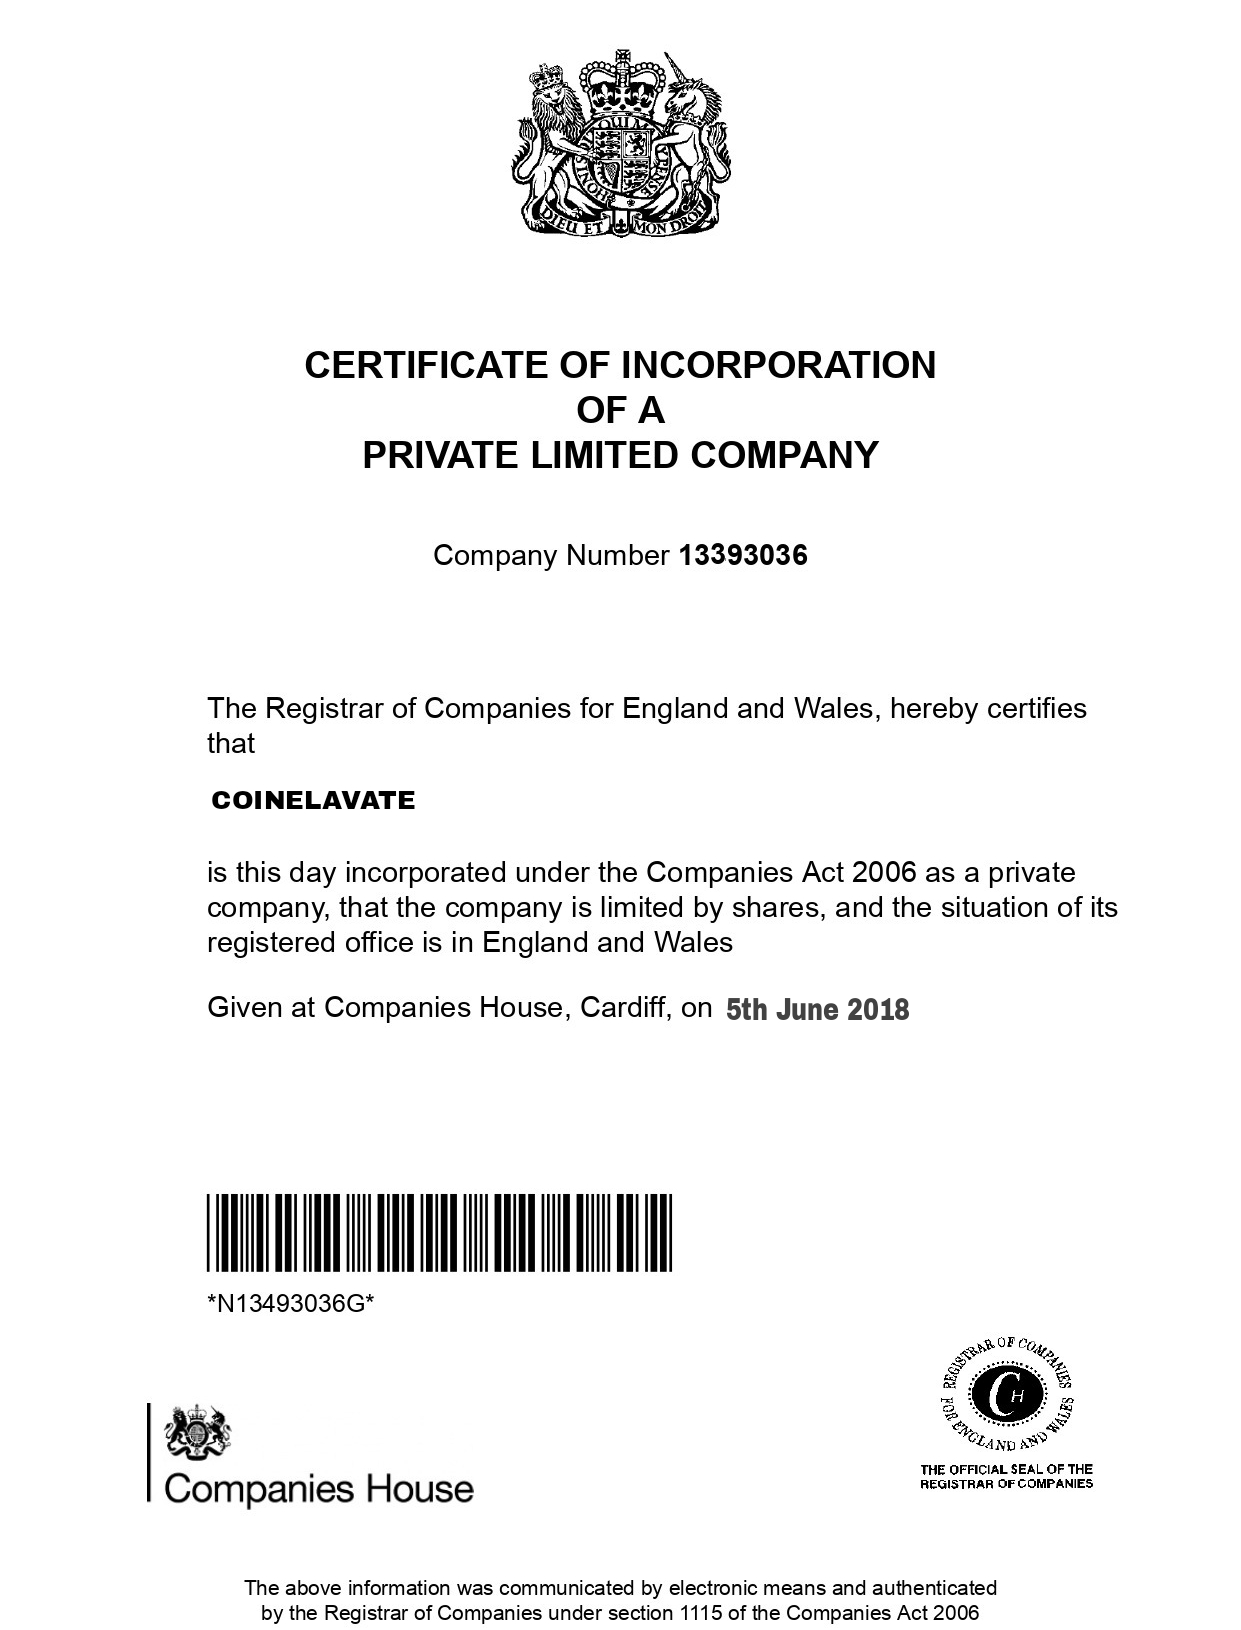 QUI M
HONI
DIEU ET MON DROIT
CERTIFICATE OF INCORPORATION
OF A
PRIVATE LIMITED COMPANY
Company Number 13393036
The Registrar of Companies for England and Wales, hereby certifies
that
COINELAVATE
is this day incorporated under the Companies Act 2006 as a private
company, that the company is limited by shares, and the situation of its
registered office is in England and Wales
Given at Companies House, Cardiff, on 5th June 2018
*N13493036G*
REGISTRAR OF COMPANIES
FOR ENGLAND AND WALES
CH
THE OFFICIAL SEAL OF THE
REGISTRAR OF COMPANIES
Companies House
The above information was communicated by electronic means and authenticated
by the Registrar of Companies under section 1115 of the Companies Act 2006